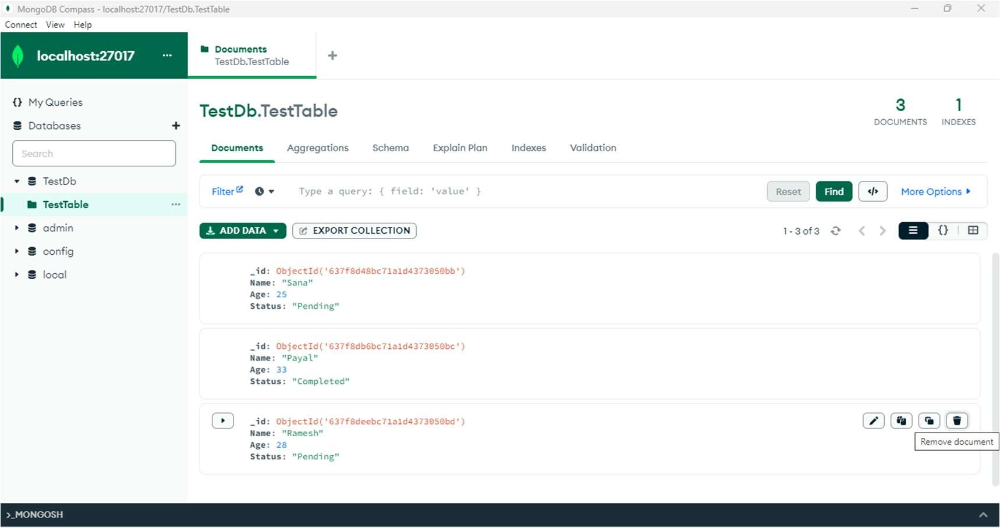 MongoDB Compass - localhost:27017/TestDb.TestTable
Connect View Help
localhost:27017 ...
Documents
TestDb.TestTable
+
{} My Queries
Databases +
Search
TestDb
TestTable ...
admin
config
local
TestDb.TestTable
3
DOCUMENTS
1
INDEXES
Documents Aggregations Schema Explain Plan Indexes Validation
Filter Type a query: { field: 'value' } Reset Find </> More Options
ADD DATA EXPORT COLLECTION 1 - 3 of 3 {}
_id: ObjectId('637f8d48bc71a1d4373050bb')
Name: "Sana"
Age: 25
Status: "Pending"
_id: ObjectId('637f8db6bc71a1d4373050bc')
Name: "Payal"
Age: 33
Status: "Completed"
_id: ObjectId('637f8deebc71a1d4373050bd')
Name: "Ramesh"
Age: 28
Status: "Pending"
Remove document
>_MONGOSH